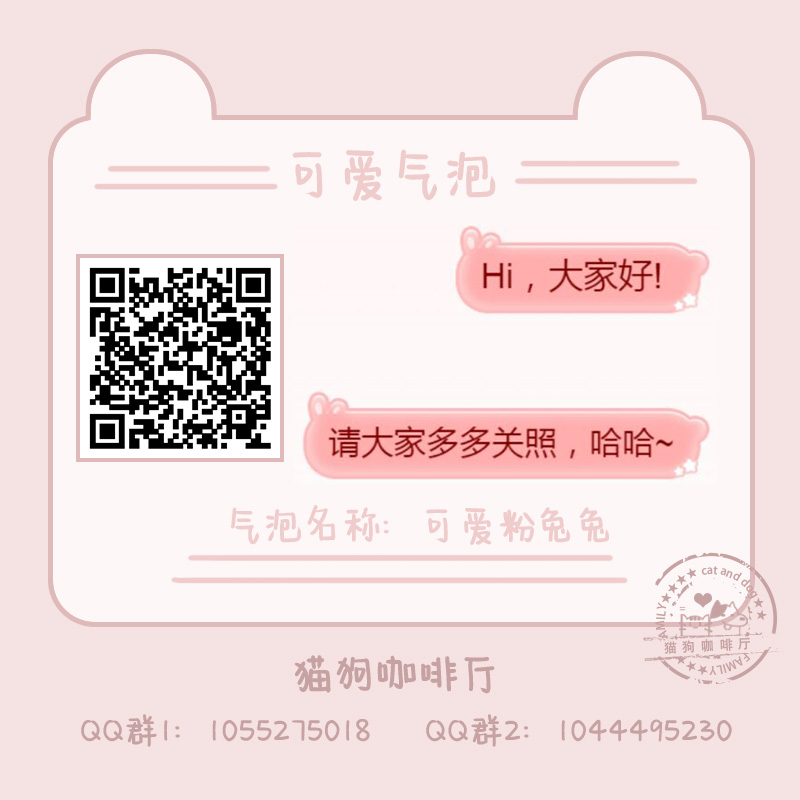 可爱气泡
Hi，大家好!
请大家多多关照，哈哈~
气泡名称: 可爱粉兔兔
cat and dog
FAMILY
猫狗咖啡厅
FAMILY
猫狗咖啡厅
QQ群1: 1055275018 QQ群2: 1044495230